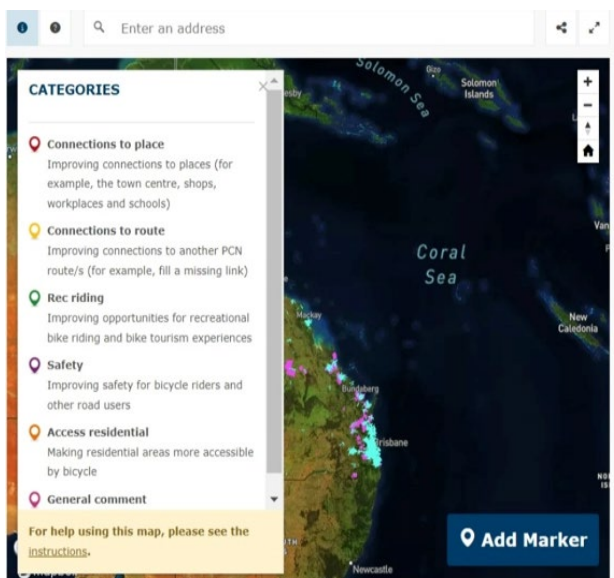 Enter an address
CATEGORIES
Connections to place
Improving connections to places (for
example, the town centre, shops,
workplaces and schools)
Connections to route
Improving connections to another PCN
route/s (for example, fill a missing link)
Rec riding
Improving opportunities for recreational
bike riding and bike tourism experiences
Safety
Improving safety for bicycle riders and
other road users
Access residential
Making residential areas more accessible
by bicycle
General comment
For help using this map, please see the
instructions.
Solomon Sea
Gizo
Solomon
Islands
Coral
Sea
New
Caledonia
Mackay
Bundaberg
Brisbane
Newcastle
Add Marker